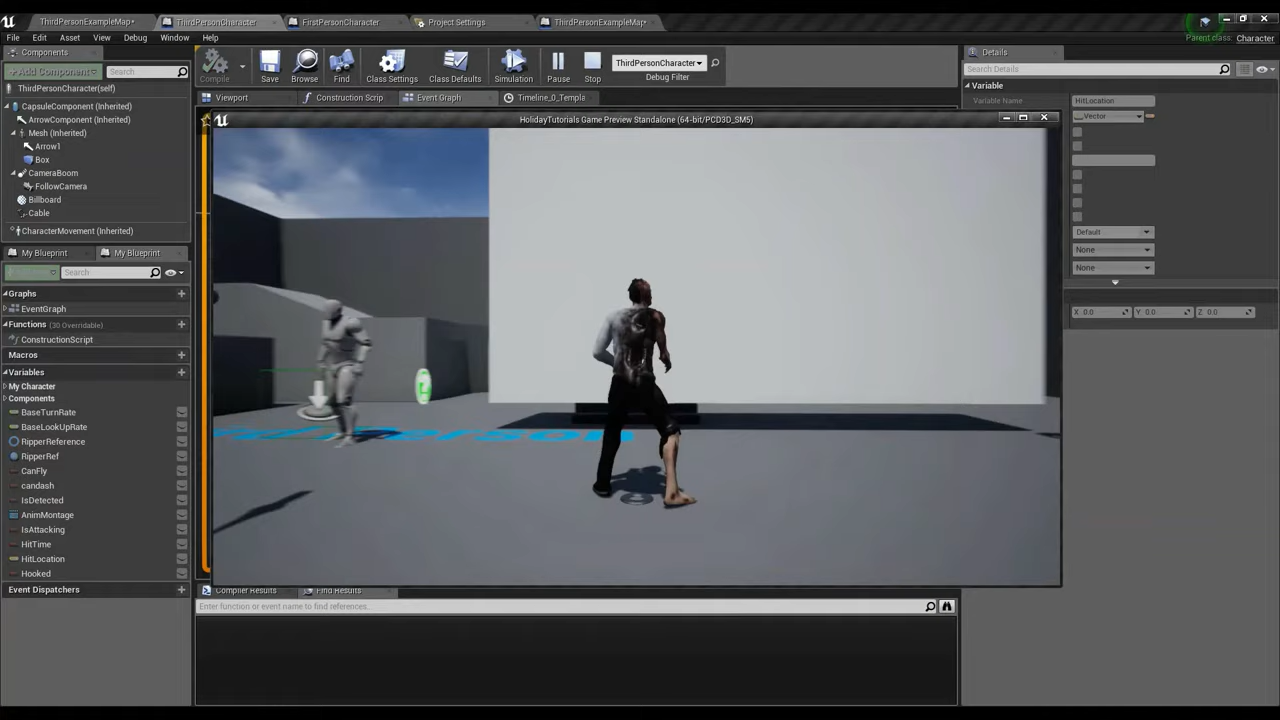 ThirdPersonExampleMap*
ThirdPersonCharacter
FirstPersonCharacter
Project Settings
ThirdPersonExampleMap*
File
Edit
Asset
View
Debug
Window
Help
Parent class: Character
Components
+Add Component
Search
ThirdPersonCharacter(self)
CapsuleComponent (Inherited)
ArrowComponent (Inherited)
Mesh (Inherited)
Arrow1
Box
CameraBoom
FollowCamera
Billboard
Cable
CharacterMovement (Inherited)
Compile
Save
Browse
Find
Class Settings
Class Defaults
Simulation
Pause
Stop
ThirdPersonCharacter
Debug Filter
Viewport
Construction Scrip
Event Graph
Timeline_0_Templa
HolidayTutorials Game Preview Standalone (64-bit/PCD3D_SM5)
My Blueprint
My Blueprint
Search
Graphs
EventGraph
Functions (30 Overridable)
ConstructionScript
Macros
Variables
My Character
Components
BaseTurnRate
BaseLookUpRate
RipperReference
RipperRef
CanFly
candash
IsDetected
AnimMontage
IsAttacking
HitTime
HitLocation
Hooked
Event Dispatchers
Compiler Results
Find Results
Enter function or event name to find references...
Details
Search Details
Variable
Variable Name
HitLocation
Vector
Default
None
None
X 0.0
Y 0.0
Z 0.0